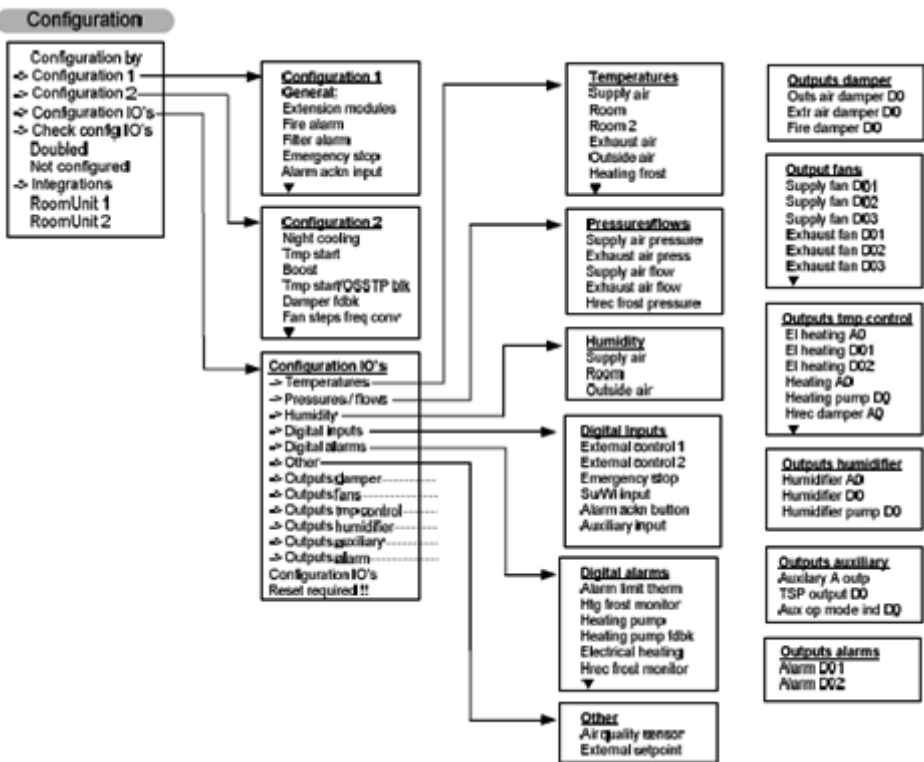 Configuration
Configuration by
-> Configuration 1
-> Configuration 2
-> Configuration IO's
-> Check config IO's
Doubled
Not configured
-> Integrations
RoomUnit 1
RoomUnit 2
Configuration 1
General:
Extension modules
Fire alarm
Filter alarm
Emergency stop
Alarm ackn input
Configuration 2
Night cooling
Tmp start
Boost
Tmp start/OSSTP blk
Damper fdbk
Fan steps freq conv
Configuration IO's
-> Temperatures
-> Pressures / flows
-> Humidity
-> Digital inputs
-> Digital alarms
-> Other
-> Outputs damper
-> Outputs fans
-> Outputs tmp control
-> Outputs humidifier
-> Outputs auxiliary
-> Outputs alarm
Configuration IO's
Reset required !!
Temperatures
Supply air
Room
Room 2
Exhaust air
Outside air
Heating frost
Pressures/flows
Supply air pressure
Exhaust air press
Supply air flow
Exhaust air flow
Hrec frost pressure
Humidity
Supply air
Room
Outside air
Digital Inputs
External control 1
External control 2
Emergency stop
Su/Wi input
Alarm ackn button
Auxiliary input
Digital alarms
Alarm limit therm
Htg frost monitor
Heating pump
Heating pump fdbk
Electrical heating
Hrec frost monitor
Other
Air quality sensor
External setpoint
Outputs damper
Outs air damper DO
Extr air damper DO
Fire damper DO
Output fans
Supply fan DO1
Supply fan DO2
Supply fan DO3
Exhaust fan DO1
Exhaust fan DO2
Exhaust fan DO3
Outputs tmp control
El heating AO
El heating DO1
El heating DO2
Heating AO
Heating pump DO
Hrec damper AO
Outputs humidifier
Humidifier AO
Humidifier DO
Humidifier pump DO
Outputs auxiliary
Auxilary A outp
TSP output DO
Aux op mode ind DO
Outputs alarms
Alarm DO1
Alarm DO2